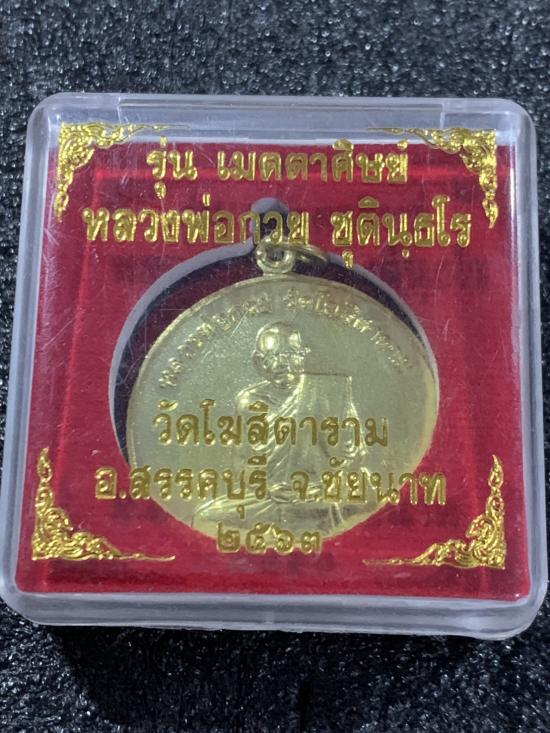 รุ่น เมตตาศิษย์
หลวงพ่อกวย ชุตินฺธโร
วัดโฆสิตาราม
อ.สรรคบุรี จ.ชัยนาท
๒๕๖๓